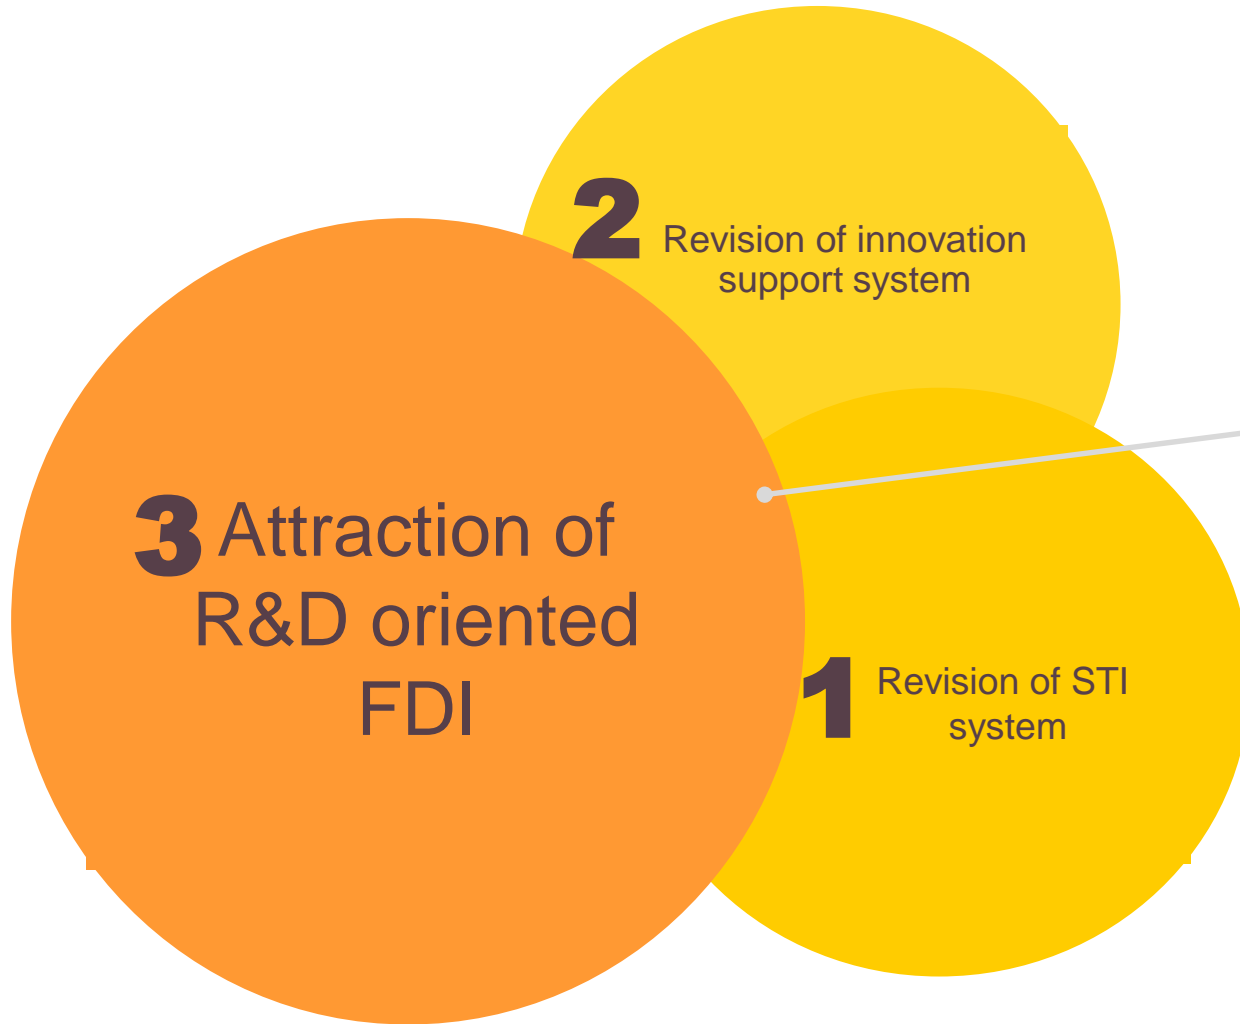 2 Revision of innovation
support system
3 Attraction of
R&D oriented
FDI
1 Revision of STI
system